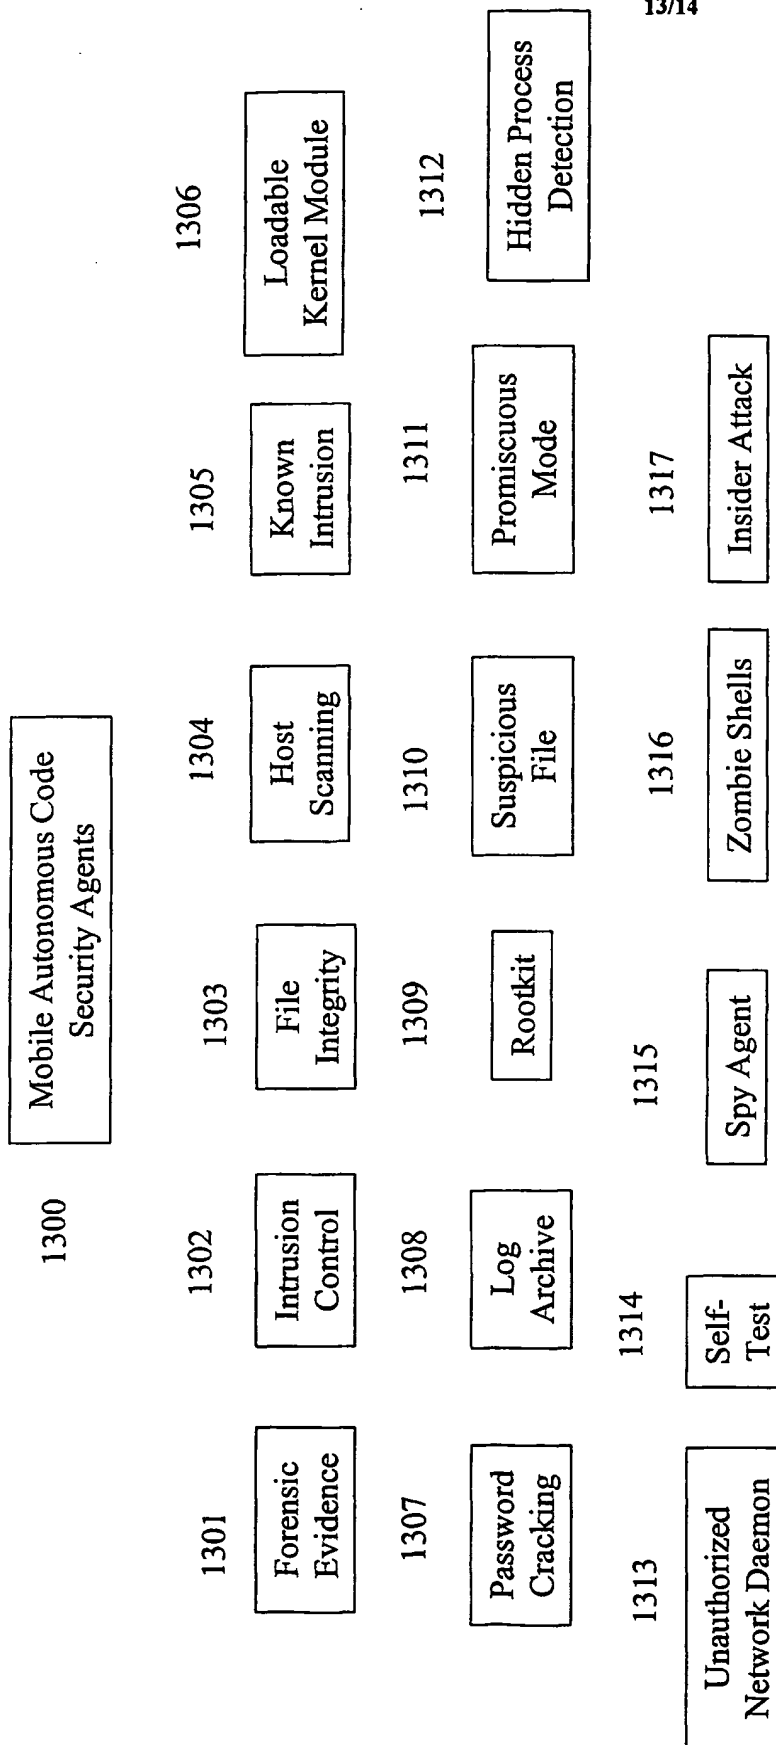 13/14
1300
Mobile Autonomous Code
Security Agents
1301
Forensic
Evidence
1302
Intrusion
Control
1303
File
Integrity
1304
Host
Scanning
1305
Known
Intrusion
1306
Loadable
Kernel Module
1307
Password
Cracking
1308
Log
Archive
1309
Rootkit
1310
Suspicious
File
1311
Promiscuous
Mode
1312
Hidden Process
Detection
1313
Unauthorized
Network Daemon
1314
Self-
Test
1315
Spy Agent
1316
Zombie Shells
1317
Insider Attack